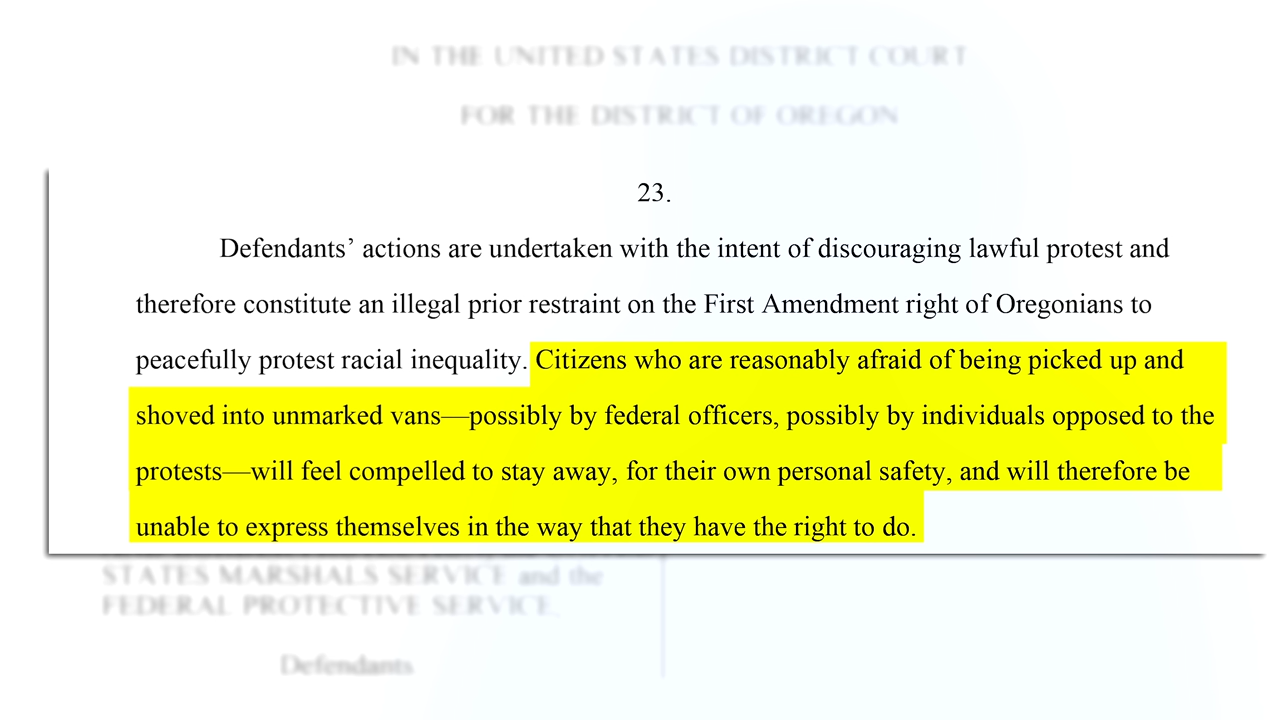 IN THE UNITED STATES DISTRICT COURT
FOR THE DISTRICT OF OREGON
23.
Defendants’ actions are undertaken with the intent of discouraging lawful protest and
therefore constitute an illegal prior restraint on the First Amendment right of Oregonians to
peacefully protest racial inequality. Citizens who are reasonably afraid of being picked up and
shoved into unmarked vans—possibly by federal officers, possibly by individuals opposed to the
protests—will feel compelled to stay away, for their own personal safety, and will therefore be
unable to express themselves in the way that they have the right to do.
STATES MARSHALS SERVICE and the
FEDERAL PROTECTIVE SERVICE,
Defendants